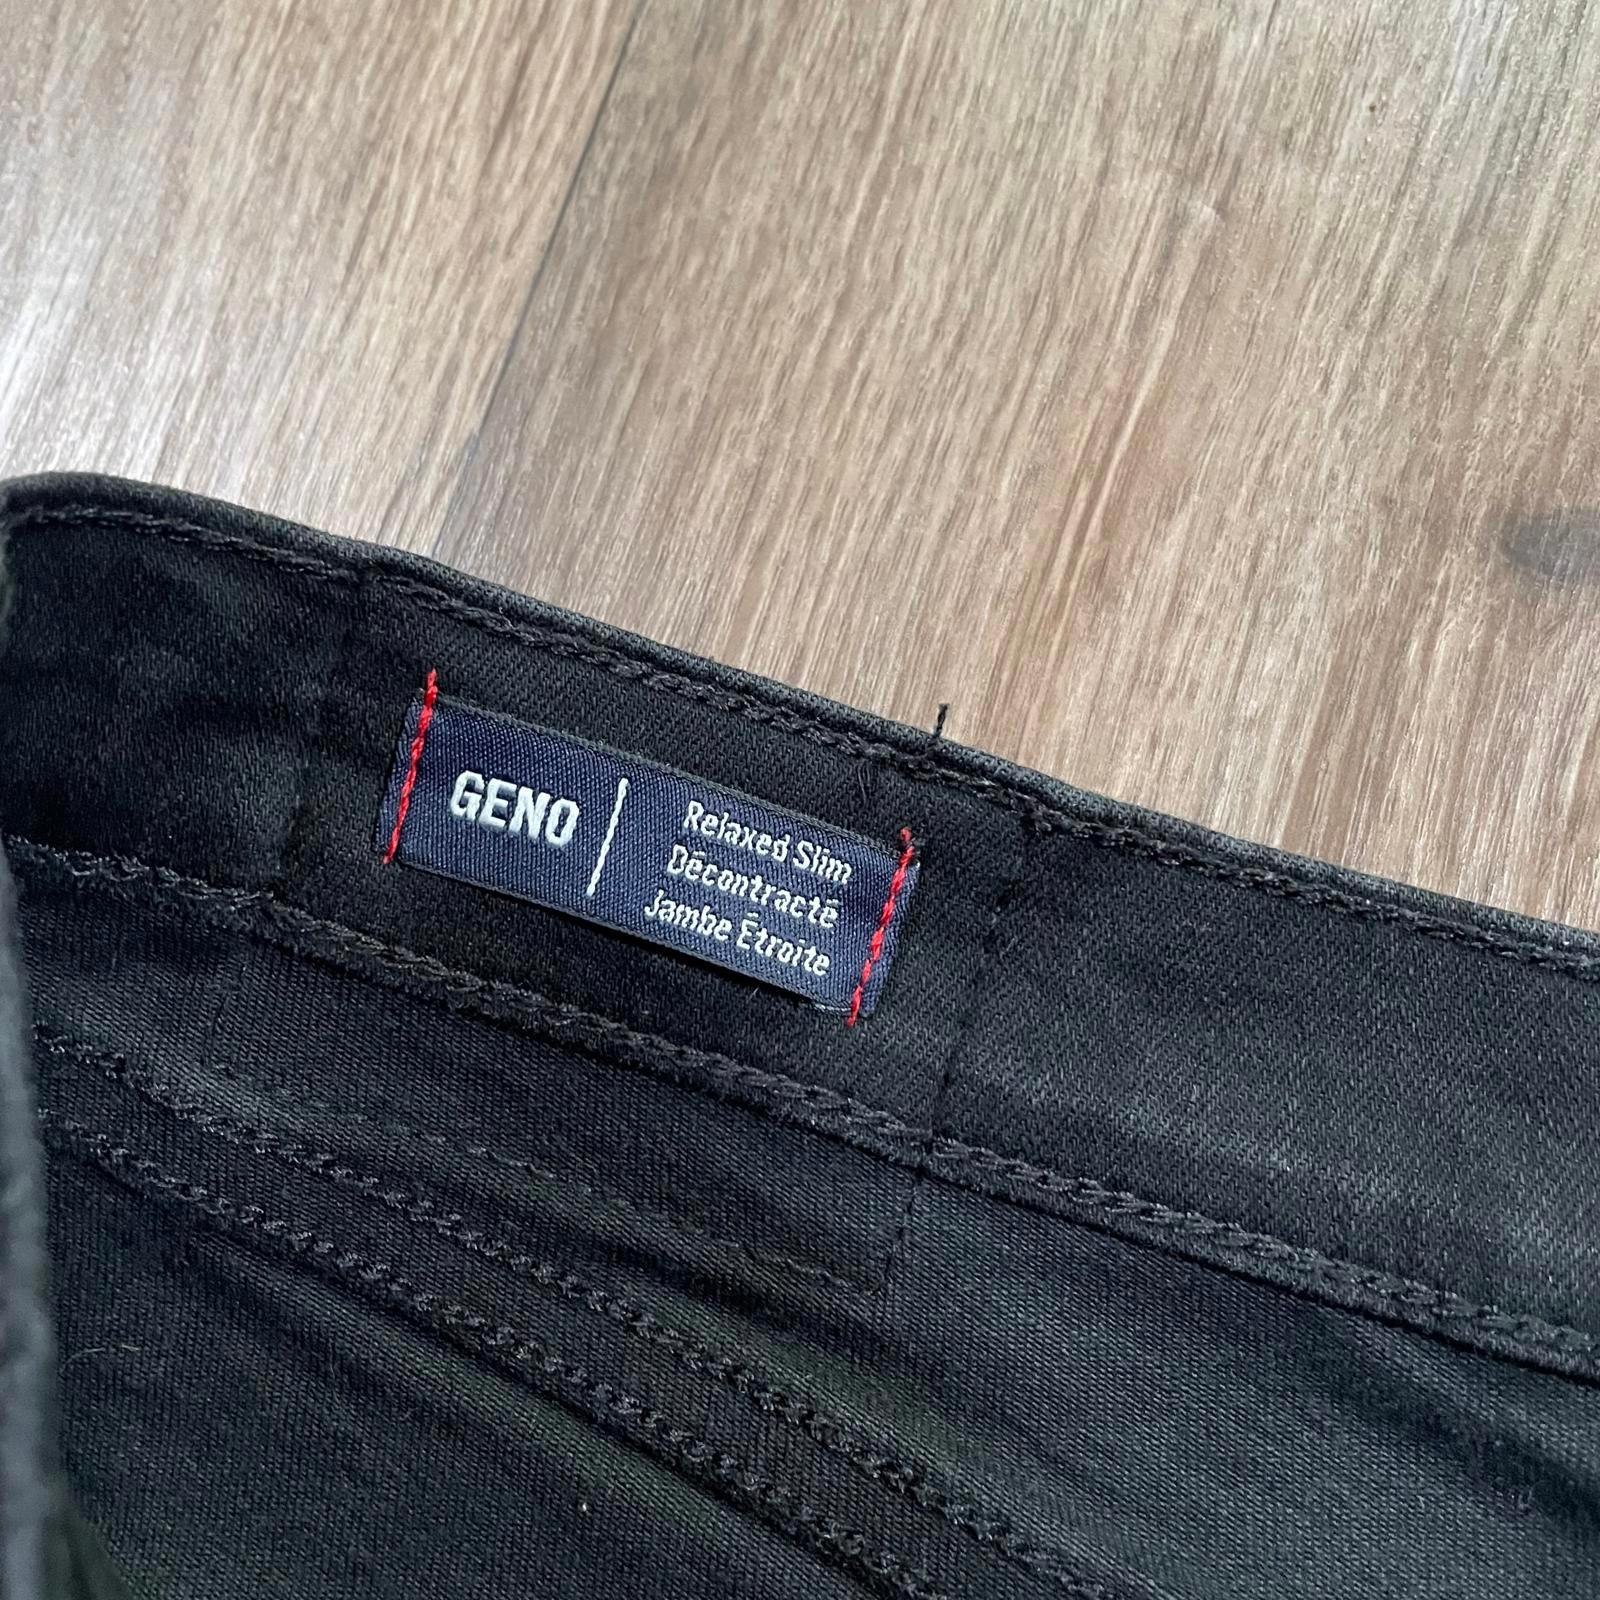 GENO
Relaxed Slim
Décontracté
Jambe Étroite